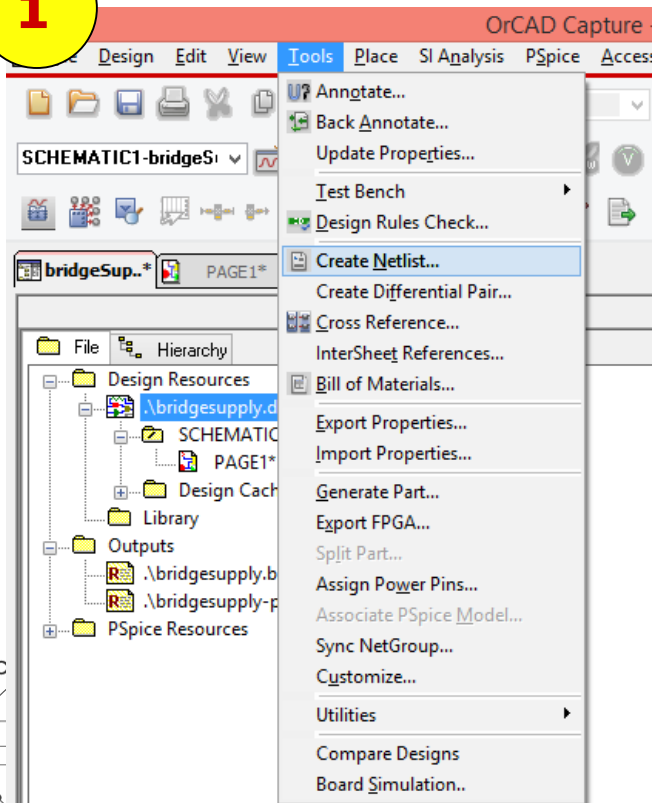 1
OrCAD Capture -
Design Edit View Tools Place SI Analysis PSpice Access
Annotate...
Back Annotate...
SCHEMATIC1-bridgeS
Update Properties...
V
Test Bench
Design Rules Check...
bridgeSup..* PAGE1*
Create Netlist...
Create Differential Pair...
Cross Reference...
File Hierarchy
InterSheet References...
Design Resources
Bill of Materials...
.\bridgesupply.d
Export Properties...
SCHEMATIC
PAGE1*
Import Properties...
Design Cach
Generate Part...
Library
Export FPGA...
Outputs
Split Part...
.\bridgesupply.b
Assign Power Pins...
.\bridgesupply-p
Associate PSpice Model...
PSpice Resources
Sync NetGroup...
Customize...
Utilities
Compare Designs
Board Simulation..